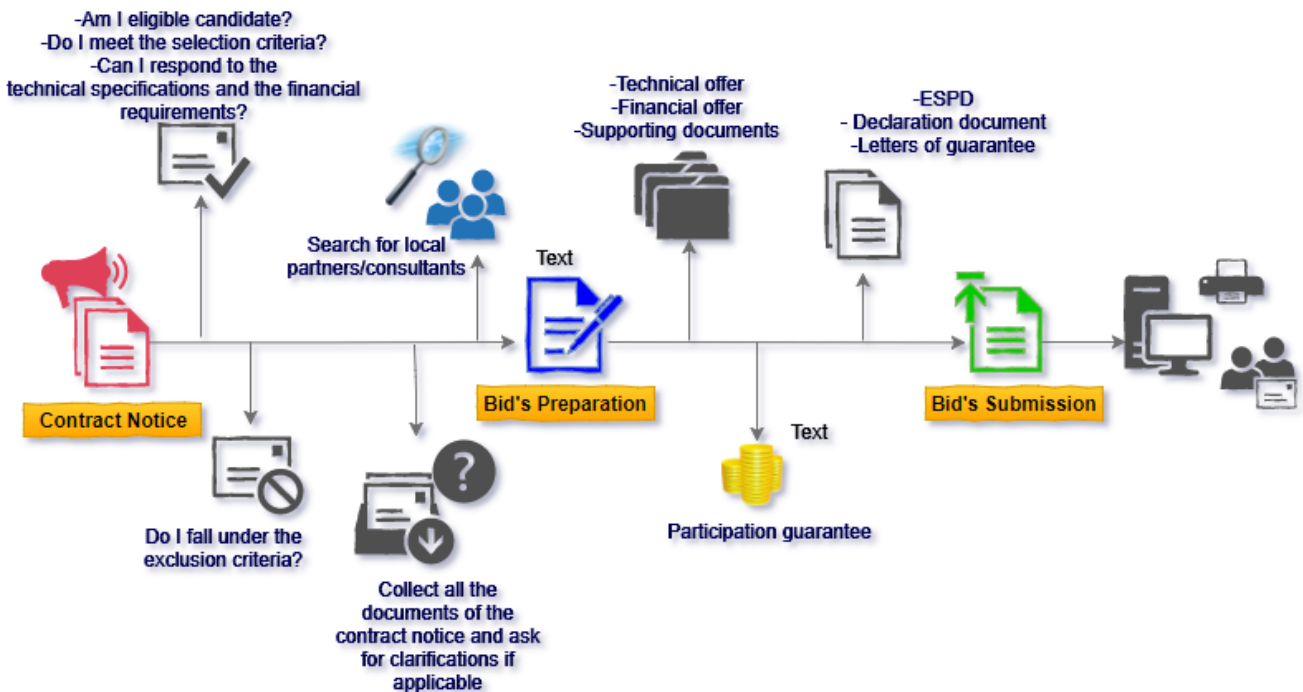 -Am I eligible candidate?
-Do I meet the selection criteria?
-Can I respond to the
technical specifications and the financial
requirements?
Search for local
partners/consultants
Text
-Technical offer
-Financial offer
-Supporting documents
-ESPD
- Declaration document
-Letters of guarantee
Contract Notice
Bid's Preparation
Bid's Submission
Do I fall under the
exclusion criteria?
?
Collect all the
documents of the
contract notice and ask
for clarifications if
applicable
Text
Participation guarantee